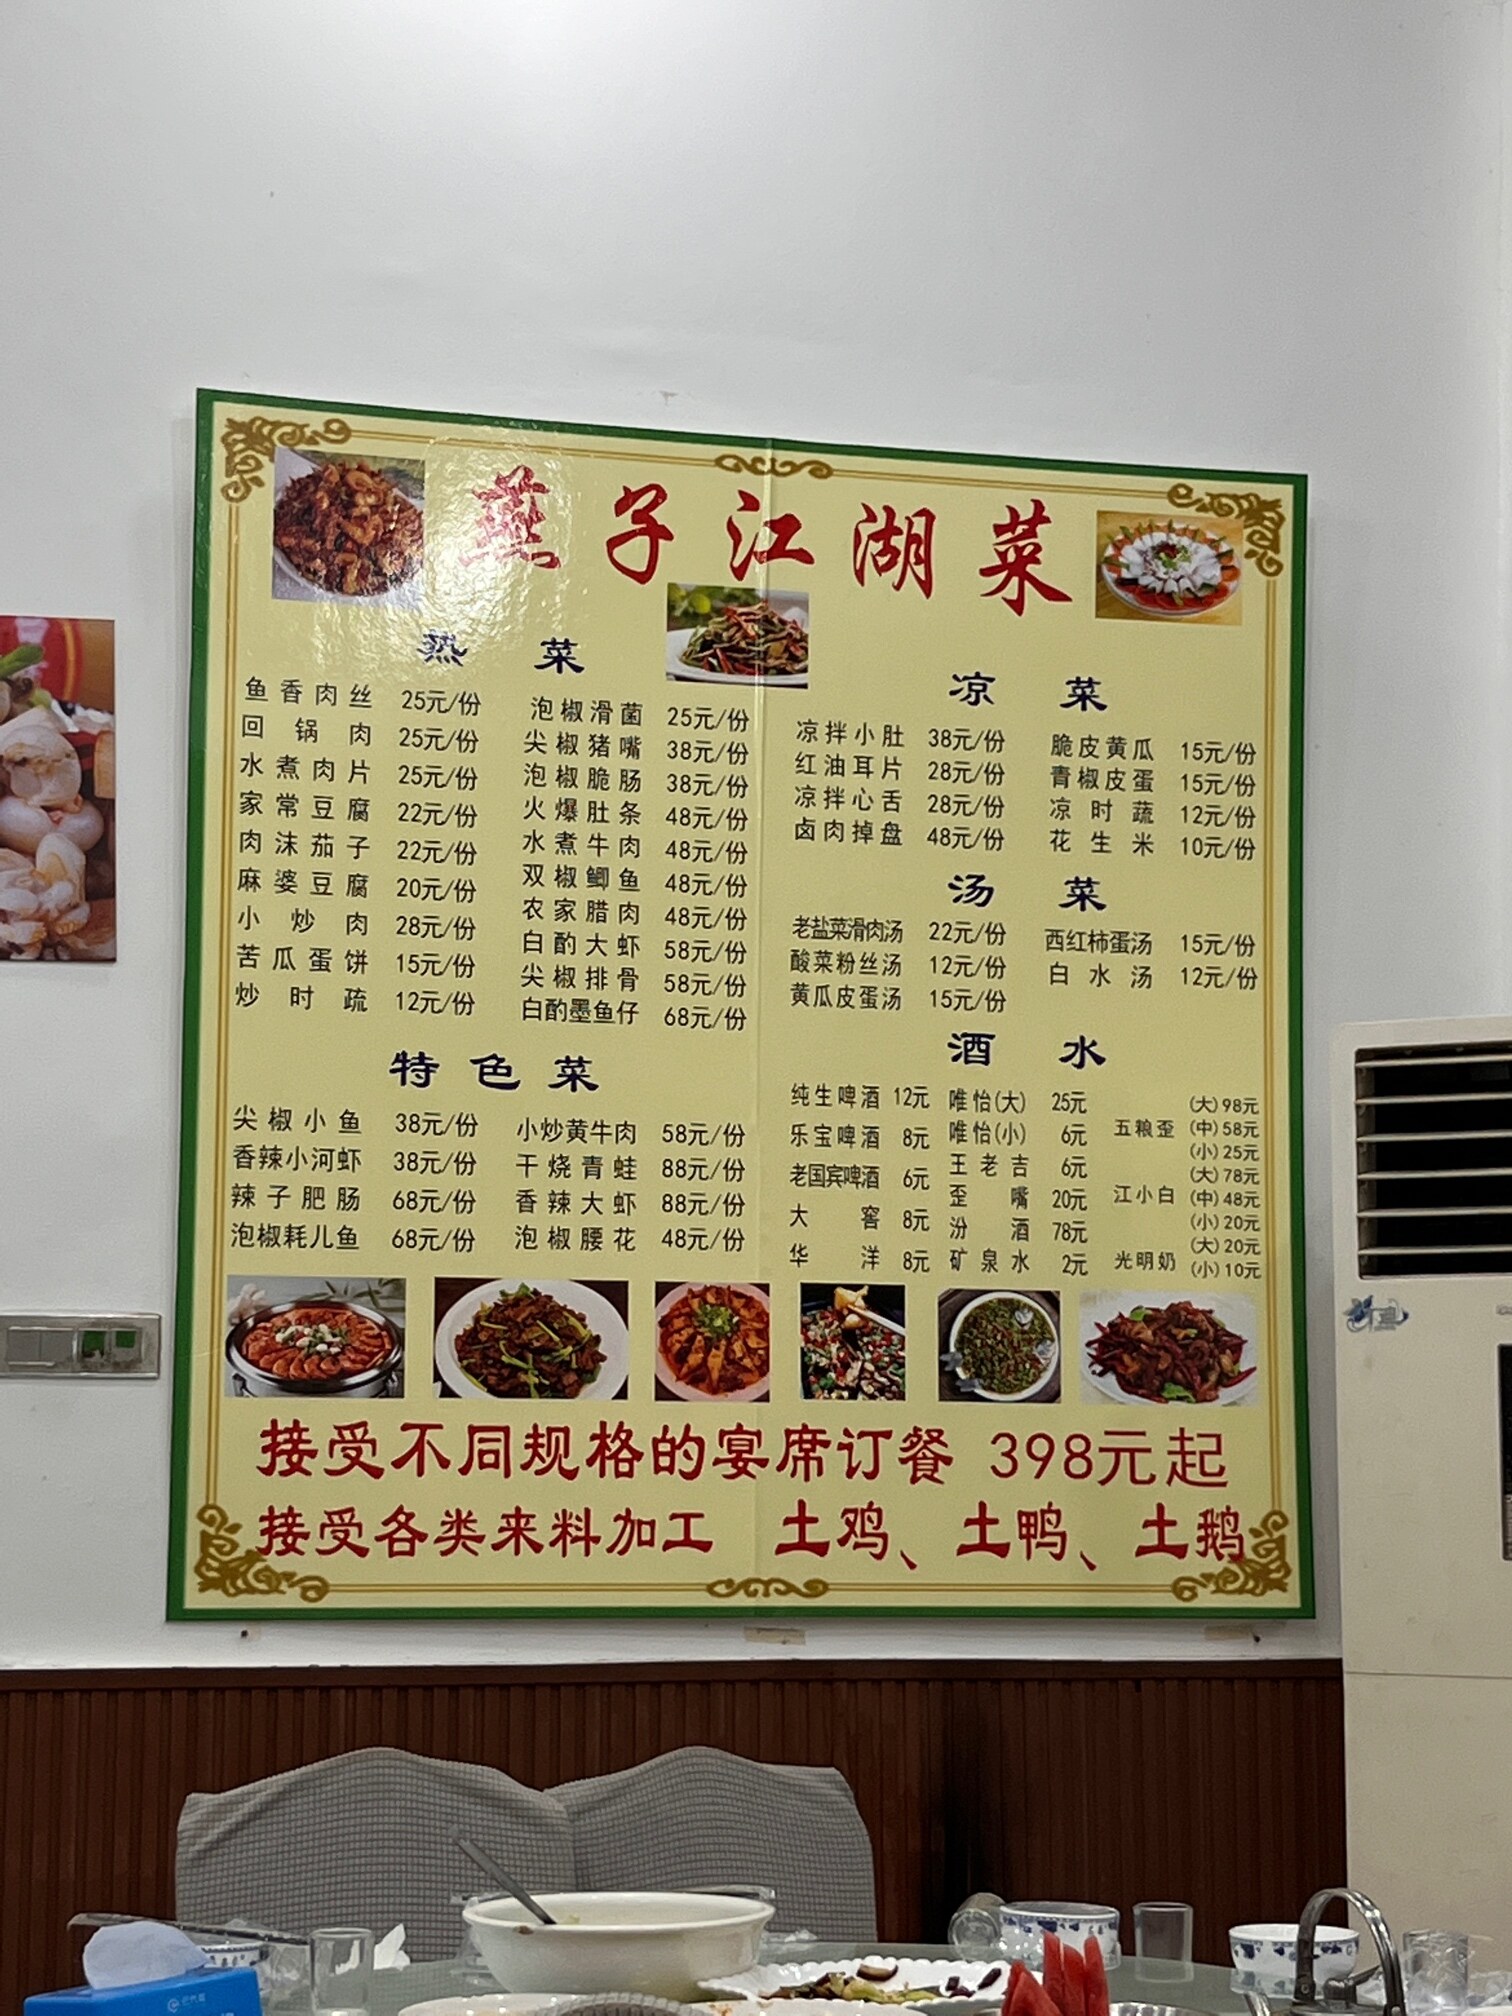 燕子江湖菜
热菜
鱼香肉丝 25元/份
回锅肉 25元/份
水煮肉片 25元/份
家常豆腐 22元/份
肉沫茄子 22元/份
麻婆豆腐 20元/份
小炒肉 28元/份
苦瓜蛋饼 15元/份
炒时疏 12元/份
泡椒滑菌 25元/份
尖椒猪嘴 38元/份
泡椒脆肠 38元/份
火爆肚条 48元/份
水煮牛肉 48元/份
双椒鲫鱼 48元/份
农家腊肉 48元/份
白酌大虾 58元/份
尖椒排骨 58元/份
白酌墨鱼仔 68元/份
特色菜
尖椒小鱼 38元/份
香辣小河虾 38元/份
辣子肥肠 68元/份
泡椒耗儿鱼 68元/份
小炒黄牛肉 58元/份
干烧青蛙 88元/份
香辣大虾 88元/份
泡椒腰花 48元/份
凉菜
凉拌小肚 38元/份
红油耳片 28元/份
凉拌心舌 28元/份
卤肉掉盘 48元/份
脆皮黄瓜 15元/份
青椒皮蛋 15元/份
凉时蔬 12元/份
花生米 10元/份
汤菜
老盐菜滑肉汤 22元/份
酸菜粉丝汤 12元/份
黄瓜皮蛋汤 15元/份
西红柿蛋汤 15元/份
白水汤 12元/份
酒水
纯生啤酒 12元
乐宝啤酒 8元
老国宾啤酒 6元
大窖 8元
华洋 8元
唯怡(大) 25元
唯怡(小) 6元
王老吉 6元
歪嘴 20元
汾酒 78元
矿泉水 2元
五粮歪 (大)98元
(中)58元
(小)25元
江小白 (大)78元
(中)48元
(小)20元
光明奶 (大)20元
(小)10元
接受不同规格的宴席订餐 398元起
接受各类来料加工 土鸡、土鸭、土鹅